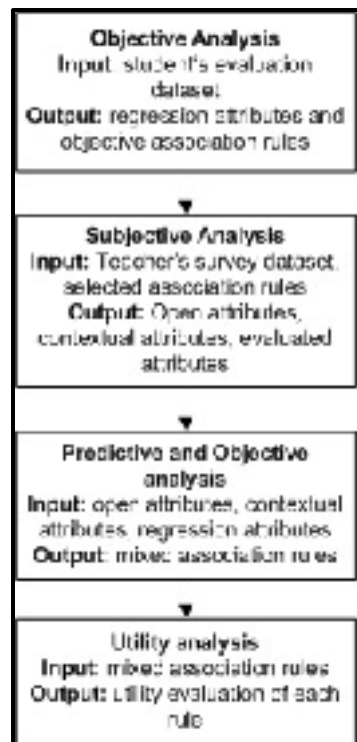 Objective Analysis
Input: student's evaluation
dataset
Output: regression attributes and
objective association rules
Subjective Analysis
Input: Teacher's survey dataset,
selected association rules
Output: Open attributes,
contextual attributes, evaluated
attributes
Predictive and Objective
analysis
Input: open attributes, contextual
attributes, regression attributes
Output: mixed association rules
Utility analysis
Input: mixed association rules
Output: utility evaluation of each
rule